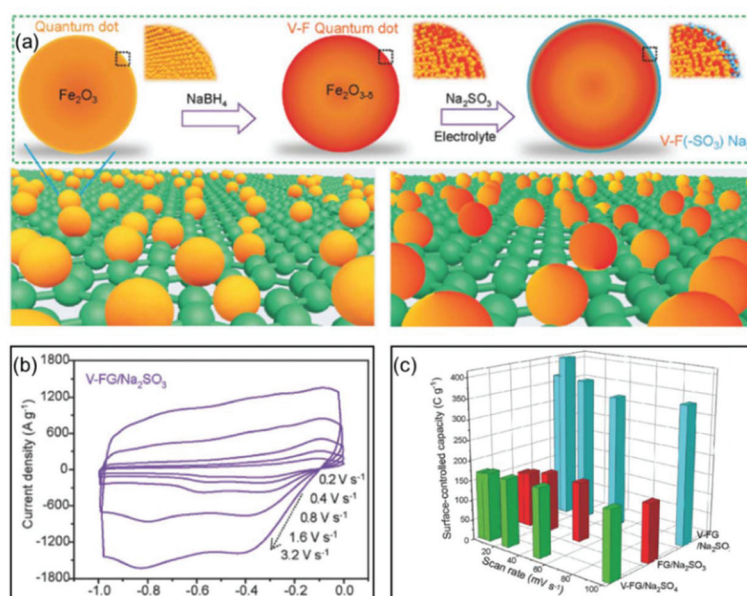 (a)
Quantum dot
V-F Quantum dot
Fe₂O₃
NaBH₄
Fe₂O₃₋δ
Na₂SO₃
Electrolyte
V-F(-SO₃) Na
(b)
V-FG/Na₂SO₃
Current density (A g⁻¹)
1800
1200
600
0
-600
-1200
-1800
0.2 V s⁻¹
0.4 V s⁻¹
0.8 V s⁻¹
1.6 V s⁻¹
3.2 V s⁻¹
-1.0 -0.8 -0.6 -0.4 -0.2 0.0
(c)
Surface-controlled capacity (C g⁻¹)
400
350
300
250
200
150
100
50
0
20
40
60
80
100
Scan rate (mV s⁻¹)
V-FG
/Na₂SO₃
FG/Na₂SO₃
V-FG/Na₂SO₄